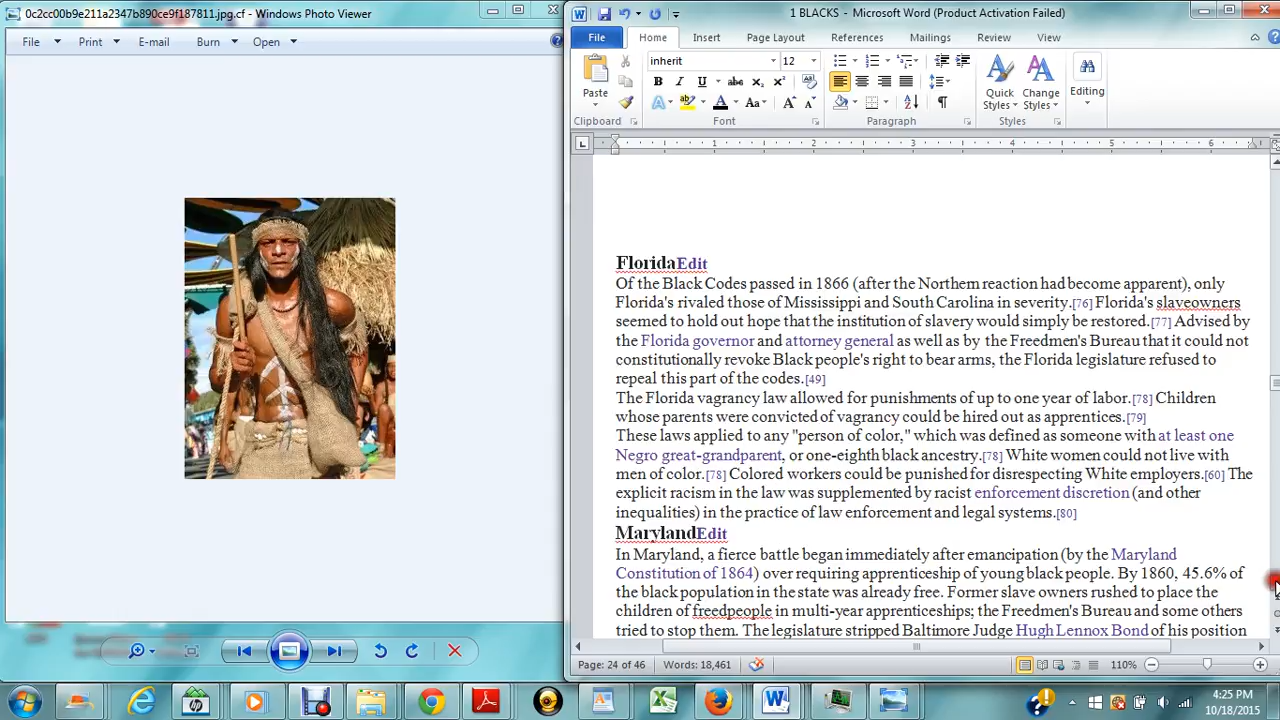 0c2cc00b9e211a2347b890ce9f187811.jpg.cf - Windows Photo Viewer
File Print E-mail Burn Open
1 BLACKS - Microsoft Word (Product Activation Failed)
File Home Insert Page Layout References Mailings Review View
inherit 12
Paste
B I U abc x₂ x²
A Aa A A
Quick Styles Change Styles Editing
Clipboard Font Paragraph Styles
1 2 3 4 5 6
FloridaEdit
Of the Black Codes passed in 1866 (after the Northern reaction had become apparent), only
Florida's rivaled those of Mississippi and South Carolina in severity.[76] Florida's slaveowners
seemed to hold out hope that the institution of slavery would simply be restored.[77] Advised by
the Florida governor and attorney general as well as by the Freedmen's Bureau that it could not
constitutionally revoke Black people's right to bear arms, the Florida legislature refused to
repeal this part of the codes.[49]
The Florida vagrancy law allowed for punishments of up to one year of labor.[78] Children
whose parents were convicted of vagrancy could be hired out as apprentices.[79]
These laws applied to any "person of color," which was defined as someone with at least one
Negro great-grandparent, or one-eighth black ancestry.[78] White women could not live with
men of color.[78] Colored workers could be punished for disrespecting White employers.[60] The
explicit racism in the law was supplemented by racist enforcement discretion (and other
inequalities) in the practice of law enforcement and legal systems.[80]
MarylandEdit
In Maryland, a fierce battle began immediately after emancipation (by the Maryland
Constitution of 1864) over requiring apprenticeship of young black people. By 1860, 45.6% of
the black population in the state was already free. Former slave owners rushed to place the
children of freedpeople in multi-year apprenticeships; the Freedmen's Bureau and some others
tried to stop them. The legislature stripped Baltimore Judge Hugh Lennox Bond of his position
Page: 24 of 46 Words: 18,461 110%
4:25 PM
10/18/2015